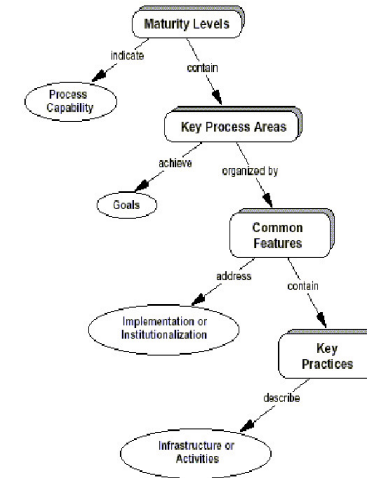 Maturity Levels
indicate
contain
Process
Capability
Key Process Areas
achieve
organized by
Goals
Common
Features
address
contain
Implementation or
Institutionalization
Key
Practices
describe
Infrastructure or
Activities